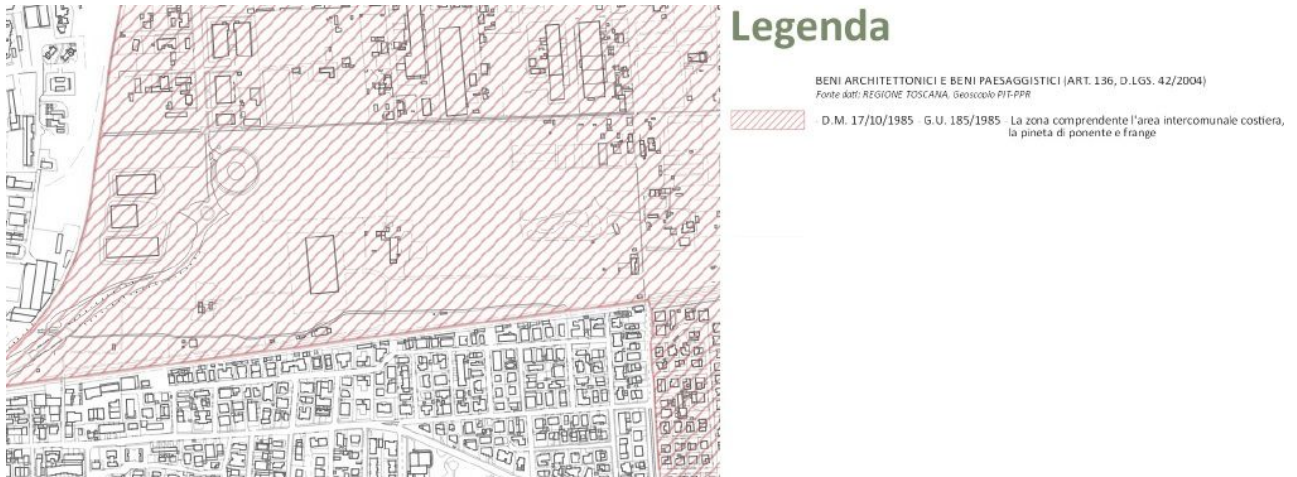 Legenda
BENI ARCHITETTONICI E BENI PAESAGGISTICI (ART. 136, D.LGS. 42/2004)
Fonte dati: REGIONE TOSCANA, Geoscopio PIT-PPR
D.M. 17/10/1985 - G.U. 185/1985 - La zona comprendente l'area intercomunale costiera,
la pineta di ponente e frange